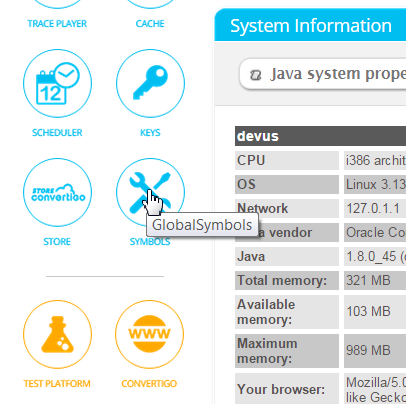 TRACE PLAYER
CACHE
12
SCHEDULER
KEYS
STORE
convertigo
STORE
SYMBOLS
GlobalSymbols
WWW
TEST PLATFORM
CONVERTIGO
System Information
Java system prope
devus
CPU i386 archit
OS Linux 3.13
Network 127.0.1.1
vendor Oracle Co
Java 1.8.0_45 (
Total memory: 321 MB
Available
memory: 103 MB
Maximum
memory: 989 MB
Your browser: Mozilla/5.0
like Gecko